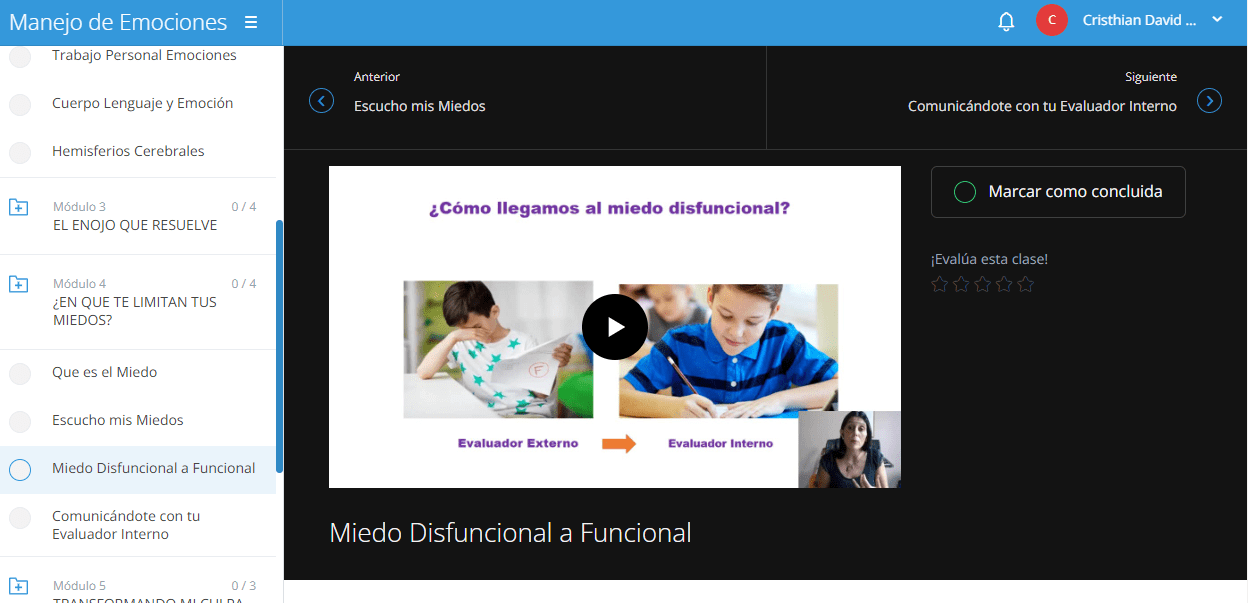 Manejo de Emociones
C
Cristhian David ...
Trabajo Personal Emociones
Cuerpo Lenguaje y Emoción
Hemisferios Cerebrales
Módulo 3
0 / 4
EL ENOJO QUE RESUELVE
Módulo 4
0 / 4
¿EN QUE TE LIMITAN TUS
MIEDOS?
Que es el Miedo
Escucho mis Miedos
Miedo Disfuncional a Funcional
Comunicándote con tu
Evaluador Interno
Módulo 5
0 / 3
TRANSFORMANDO MI CULPA
Anterior
Escucho mis Miedos
Siguiente
Comunicándote con tu Evaluador Interno
¿Cómo llegamos al miedo disfuncional?
F
Evaluador Externo
Evaluador Interno
Marcar como concluida
¡Evalúa esta clase!
Miedo Disfuncional a Funcional